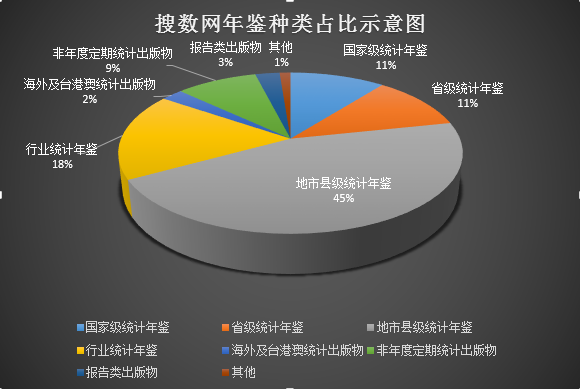 搜数网年鉴种类占比示意图
非年度定期统计出版物
9%
报告类出版物
3%
其他
1%
国家级统计年鉴
11%
海外及台港澳统计出版物
2%
省级统计年鉴
11%
行业统计年鉴
18%
地市县级统计年鉴
45%
国家级统计年鉴 省级统计年鉴 地市县级统计年鉴
行业统计年鉴 海外及台港澳统计出版物 非年度定期统计出版物
报告类出版物 其他